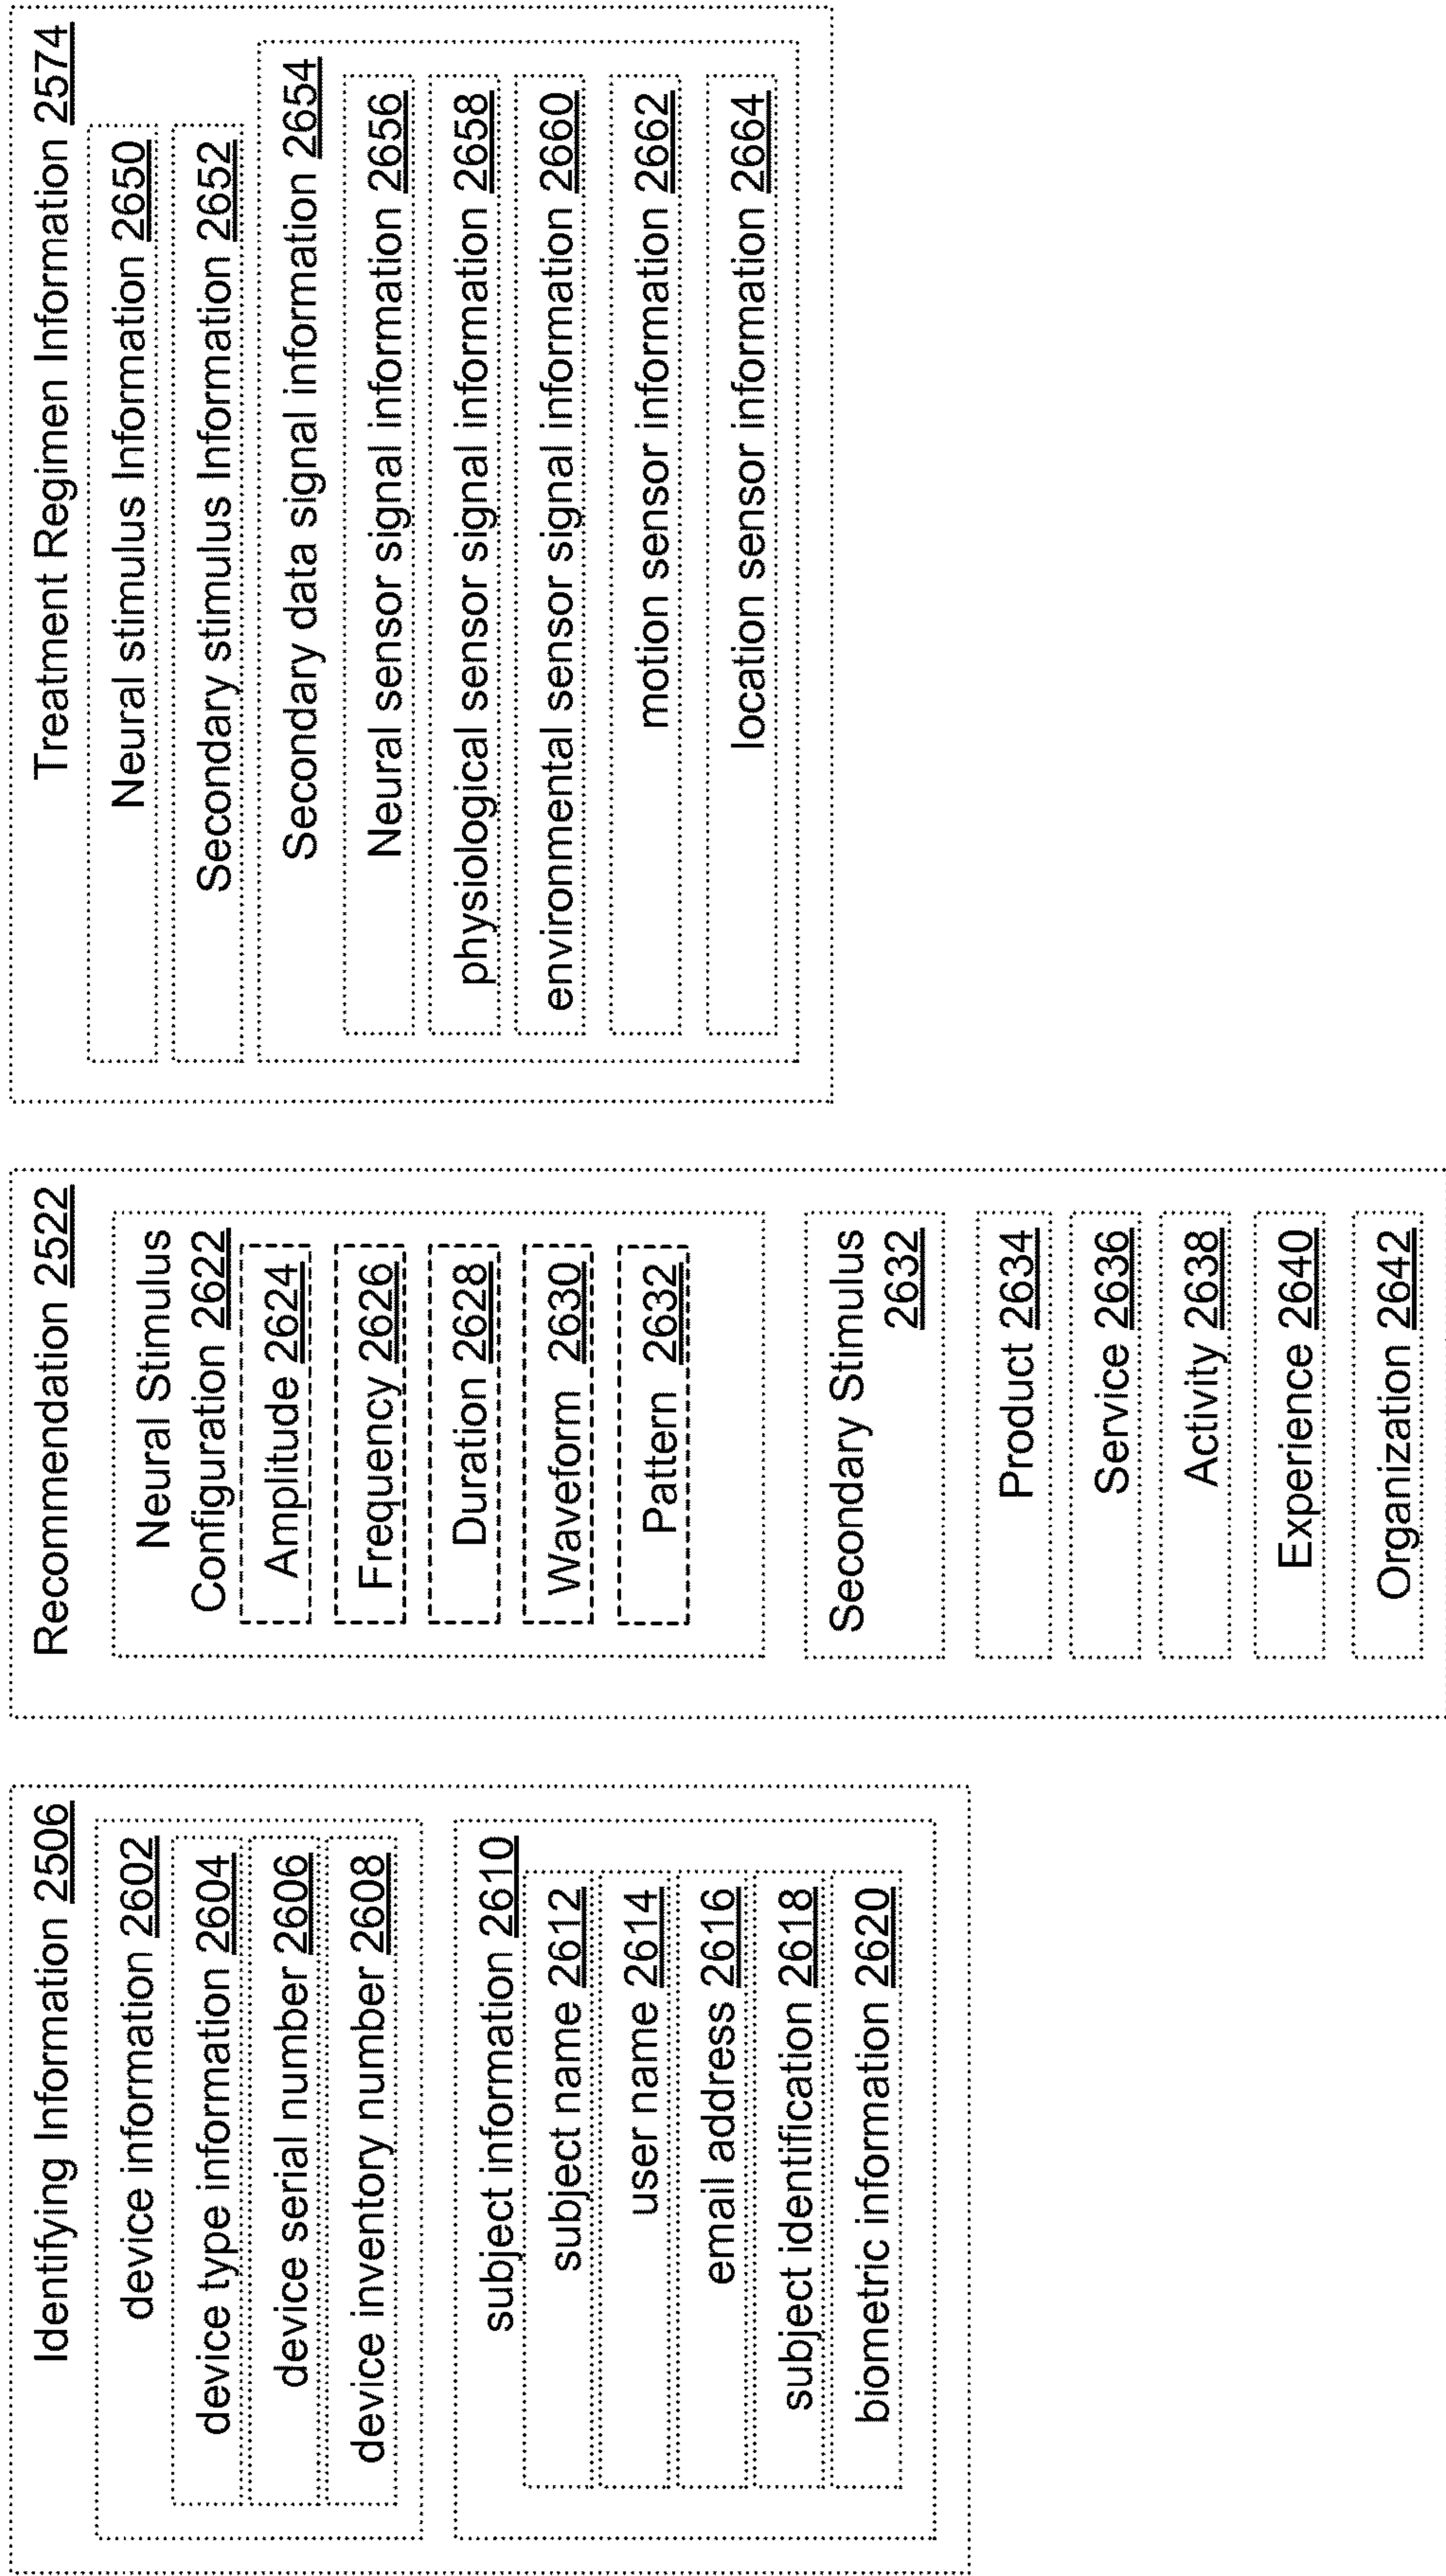 Identifying Information 2506
device information 2602
device type information 2604
device serial number 2606
device inventory number 2608
subject information 2610
subject name 2612
user name 2614
email address 2616
subject identification 2618
biometric information 2620
Recommendation 2522
Neural Stimulus
Configuration 2622
Amplitude 2624
Frequency 2626
Duration 2628
Waveform 2630
Pattern 2632
Secondary Stimulus
2632
Product 2634
Service 2636
Activity 2638
Experience 2640
Organization 2642
Treatment Regimen Information 2574
Neural stimulus Information 2650
Secondary stimulus Information 2652
Secondary data signal information 2654
Neural sensor signal information 2656
physiological sensor signal information 2658
environmental sensor signal information 2660
motion sensor information 2662
location sensor information 2664